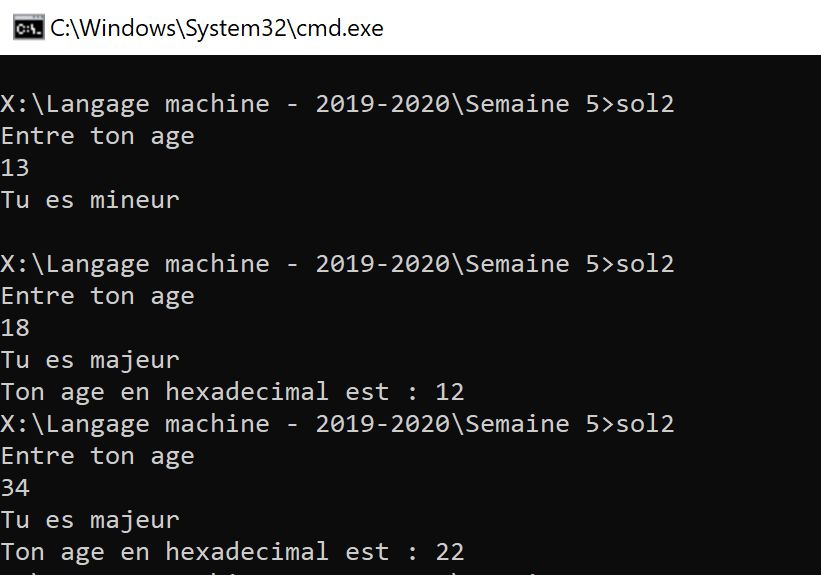 C:\Windows\System32\cmd.exe
X:\Langage machine - 2019-2020\Semaine 5>sol2
Entre ton age
13
Tu es mineur
X:\Langage machine - 2019-2020\Semaine 5>sol2
Entre ton age
18
Tu es majeur
Ton age en hexadecimal est : 12
X:\Langage machine - 2019-2020\Semaine 5>sol2
Entre ton age
34
Tu es majeur
Ton age en hexadecimal est : 22